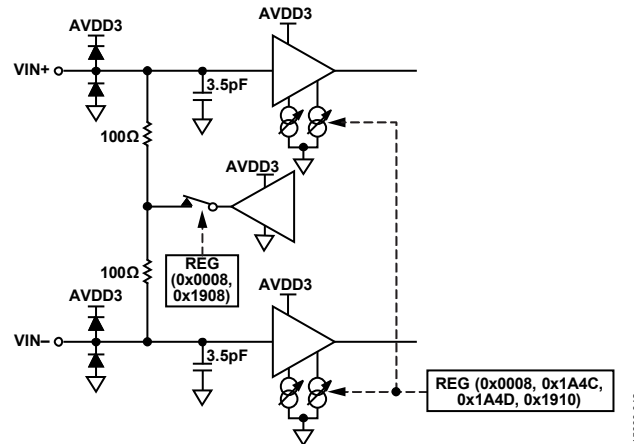 AVDD3
AVDD3
VIN+
3.5pF
100Ω
AVDD3
REG
(0x0008,
0x1908)
100Ω
AVDD3
AVDD3
VIN–
3.5pF
REG (0x0008, 0x1A4C,
0x1A4D, 0x1910)